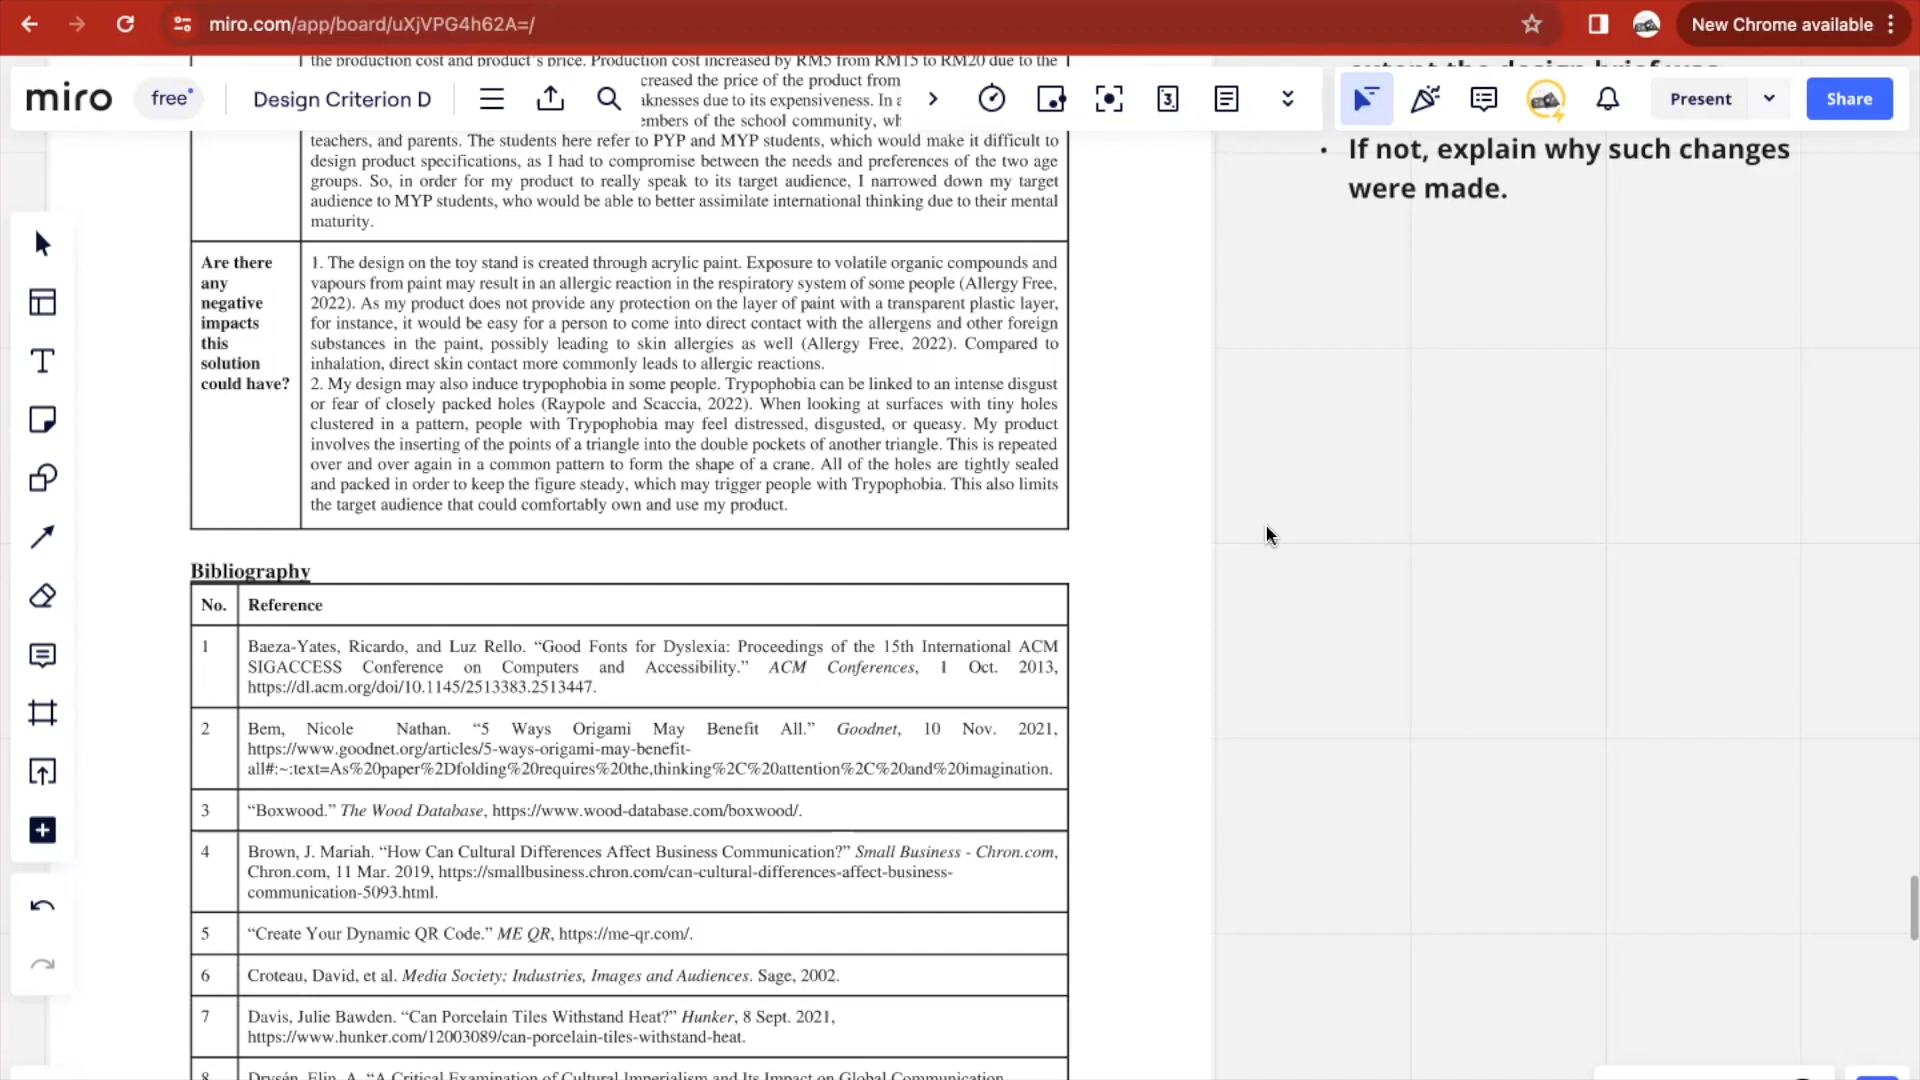 miro.com/app/board/uXjVPG4h62A=/
New Chrome available
miro
free
Design Criterion D
3
Present
Share
the production cost and product's price. Production cost increased by RM5 from RM15 to RM20 due to the
creased the price of the product from
aknesses due to its expensiveness. In a
embers of the school community, wh
teachers, and parents. The students here refer to PYP and MYP students, which would make it difficult to
design product specifications, as I had to compromise between the needs and preferences of the two age
groups. So, in order for my product to really speak to its target audience, I narrowed down my target
audience to MYP students, who would be able to better assimilate international thinking due to their mental
maturity.
Are there
any
negative
impacts
this
solution
could have?
1. The design on the toy stand is created through acrylic paint. Exposure to volatile organic compounds and
vapours from paint may result in an allergic reaction in the respiratory system of some people (Allergy Free,
2022). As my product does not provide any protection on the layer of paint with a transparent plastic layer,
for instance, it would be easy for a person to come into direct contact with the allergens and other foreign
substances in the paint, possibly leading to skin allergies as well (Allergy Free, 2022). Compared to
inhalation, direct skin contact more commonly leads to allergic reactions.
2. My design may also induce trypophobia in some people. Trypophobia can be linked to an intense disgust
or fear of closely packed holes (Raypole and Scaccia, 2022). When looking at surfaces with tiny holes
clustered in a pattern, people with Trypophobia may feel distressed, disgusted, or queasy. My product
involves the inserting of the points of a triangle into the double pockets of another triangle. This is repeated
over and over again in a common pattern to form the shape of a crane. All of the holes are tightly sealed
and packed in order to keep the figure steady, which may trigger people with Trypophobia. This also limits
the target audience that could comfortably own and use my product.
extent the design brief was
• If not, explain why such changes
were made.
Bibliography
No. Reference
1 Baeza-Yates, Ricardo, and Luz Rello. “Good Fonts for Dyslexia: Proceedings of the 15th International ACM
SIGACCESS Conference on Computers and Accessibility.” ACM Conferences, 1 Oct. 2013,
https://dl.acm.org/doi/10.1145/2513383.2513447.
2 Bem, Nicole Nathan. “5 Ways Origami May Benefit All.” Goodnet, 10 Nov. 2021,
https://www.goodnet.org/articles/5-ways-origami-may-benefit-
all#:~:text=As%20paper%2Dfolding%20requires%20the,thinking%2C%20attention%2C%20and%20imagination.
3 “Boxwood.” The Wood Database, https://www.wood-database.com/boxwood/.
4 Brown, J. Mariah. “How Can Cultural Differences Affect Business Communication?” Small Business - Chron.com,
Chron.com, 11 Mar. 2019, https://smallbusiness.chron.com/can-cultural-differences-affect-business-
communication-5093.html.
5 “Create Your Dynamic QR Code.” ME QR, https://me-qr.com/.
6 Croteau, David, et al. Media Society: Industries, Images and Audiences. Sage, 2002.
7 Davis, Julie Bawden. “Can Porcelain Tiles Withstand Heat?” Hunker, 8 Sept. 2021,
https://www.hunker.com/12003089/can-porcelain-tiles-withstand-heat.
8 Drysén, Elin, A. “A Critical Examination of Cultural Imperialism and Its Impact on Global Communication